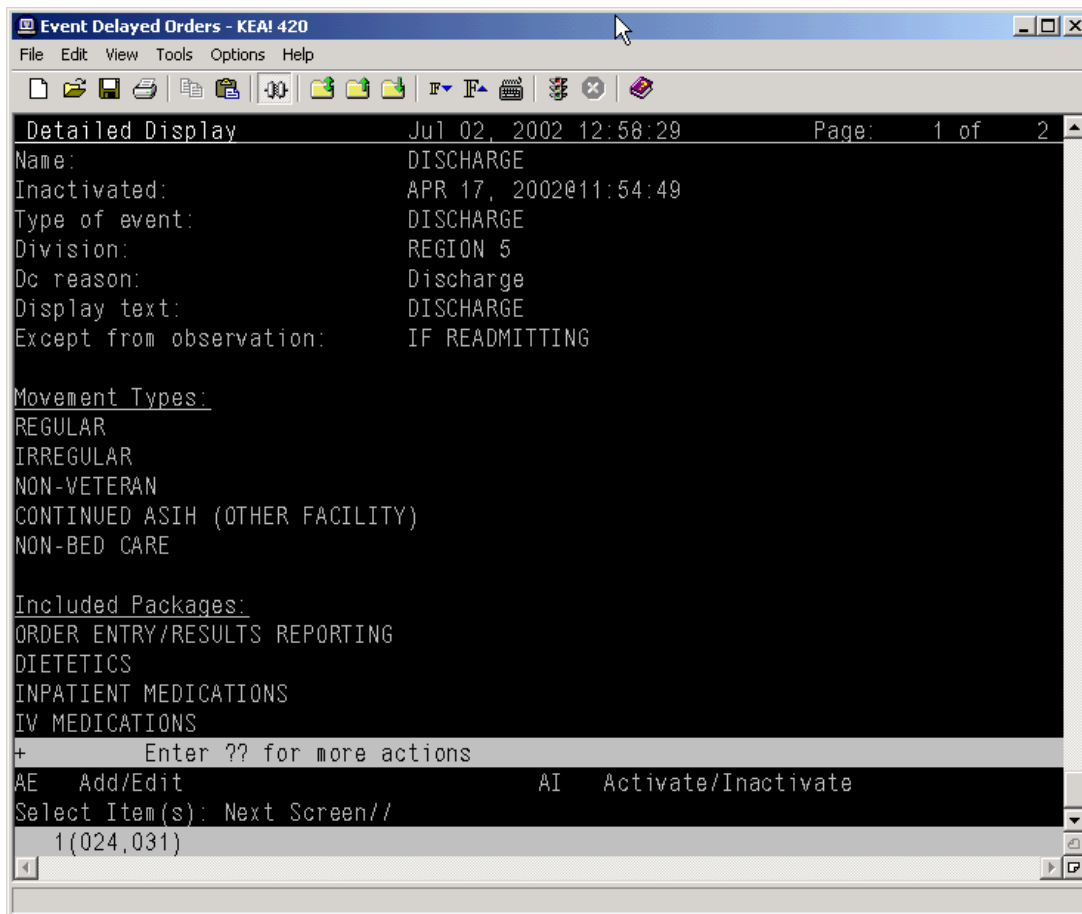 Event Delayed Orders - KEA! 420
File Edit View Tools Options Help
Detailed Display Jul 02, 2002 12:58:29 Page: 1 of 2
Name: DISCHARGE
Inactivated: APR 17, 2002@11:54:49
Type of event: DISCHARGE
Division: REGION 5
Dc reason: Discharge
Display text: DISCHARGE
Except from observation: IF READMITTING
Movement Types:
REGULAR
IRREGULAR
NON-VETERAN
CONTINUED ASIH (OTHER FACILITY)
NON-BED CARE
Included Packages:
ORDER ENTRY/RESULTS REPORTING
DIETETICS
INPATIENT MEDICATIONS
IV MEDICATIONS
+ Enter ?? for more actions
AE Add/Edit AI Activate/Inactivate
Select Item(s): Next Screen//
1(024,031)